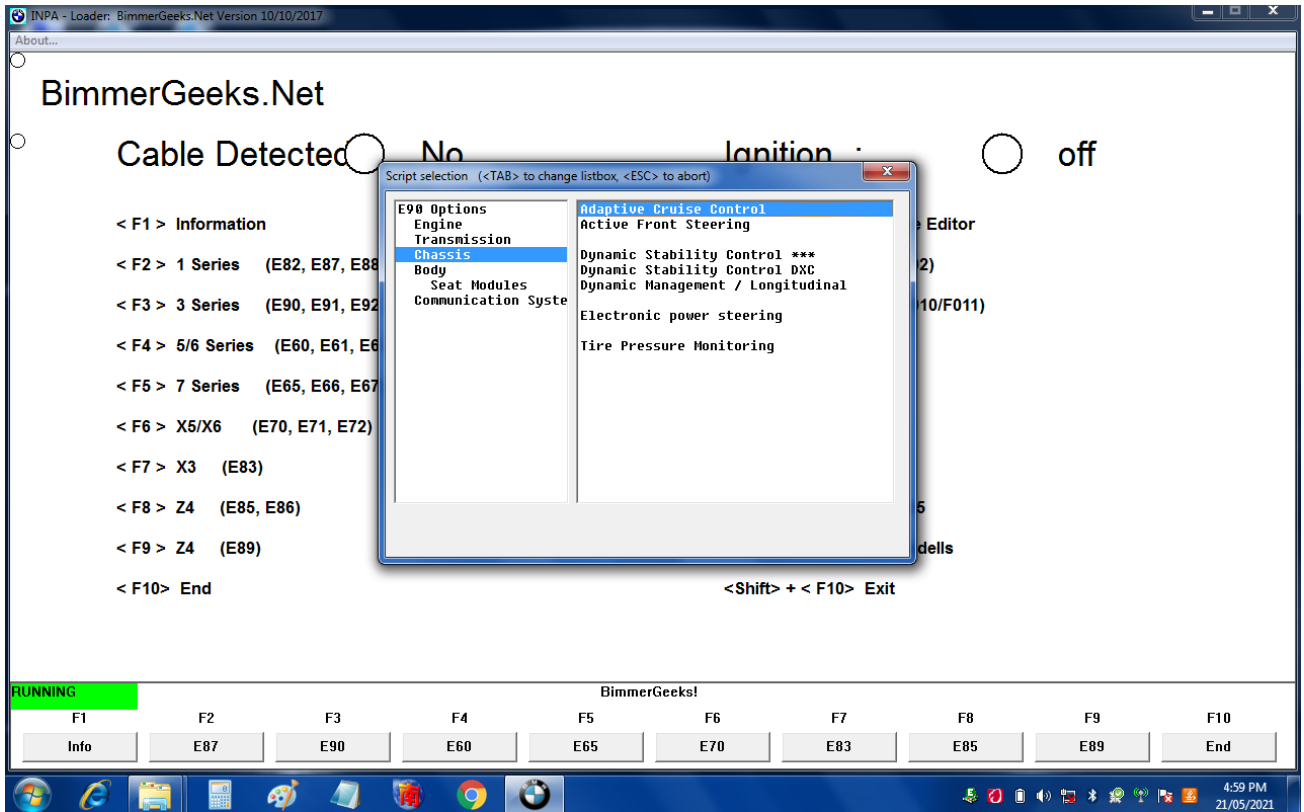 INPA - Loader: BimmerGeeks.Net Version 10/10/2017
About...
BimmerGeeks.Net
Cable Detected No Ignition : off
Script selection (<TAB> to change listbox, <ESC> to abort)
E90 Options
Engine
Transmission
Chassis
Body
Seat Modules
Communication Syste
Adaptive Cruise Control
Active Front Steering
Dynamic Stability Control ***
Dynamic Stability Control DXC
Dynamic Management / Longitudinal
Electronic power steering
Tire Pressure Monitoring
< F1 > Information
Editor
< F2 > 1 Series (E82, E87, E88
2)
< F3 > 3 Series (E90, E91, E92
10/F011)
< F4 > 5/6 Series (E60, E61, E6
< F5 > 7 Series (E65, E66, E67
< F6 > X5/X6 (E70, E71, E72)
< F7 > X3 (E83)
< F8 > Z4 (E85, E86)
5
< F9 > Z4 (E89)
dells
< F10> End <Shift> + < F10> Exit
RUNNING BimmerGeeks!
F1 F2 F3 F4 F5 F6 F7 F8 F9 F10
Info E87 E90 E60 E65 E70 E83 E85 E89 End
南
4:59 PM
21/05/2021